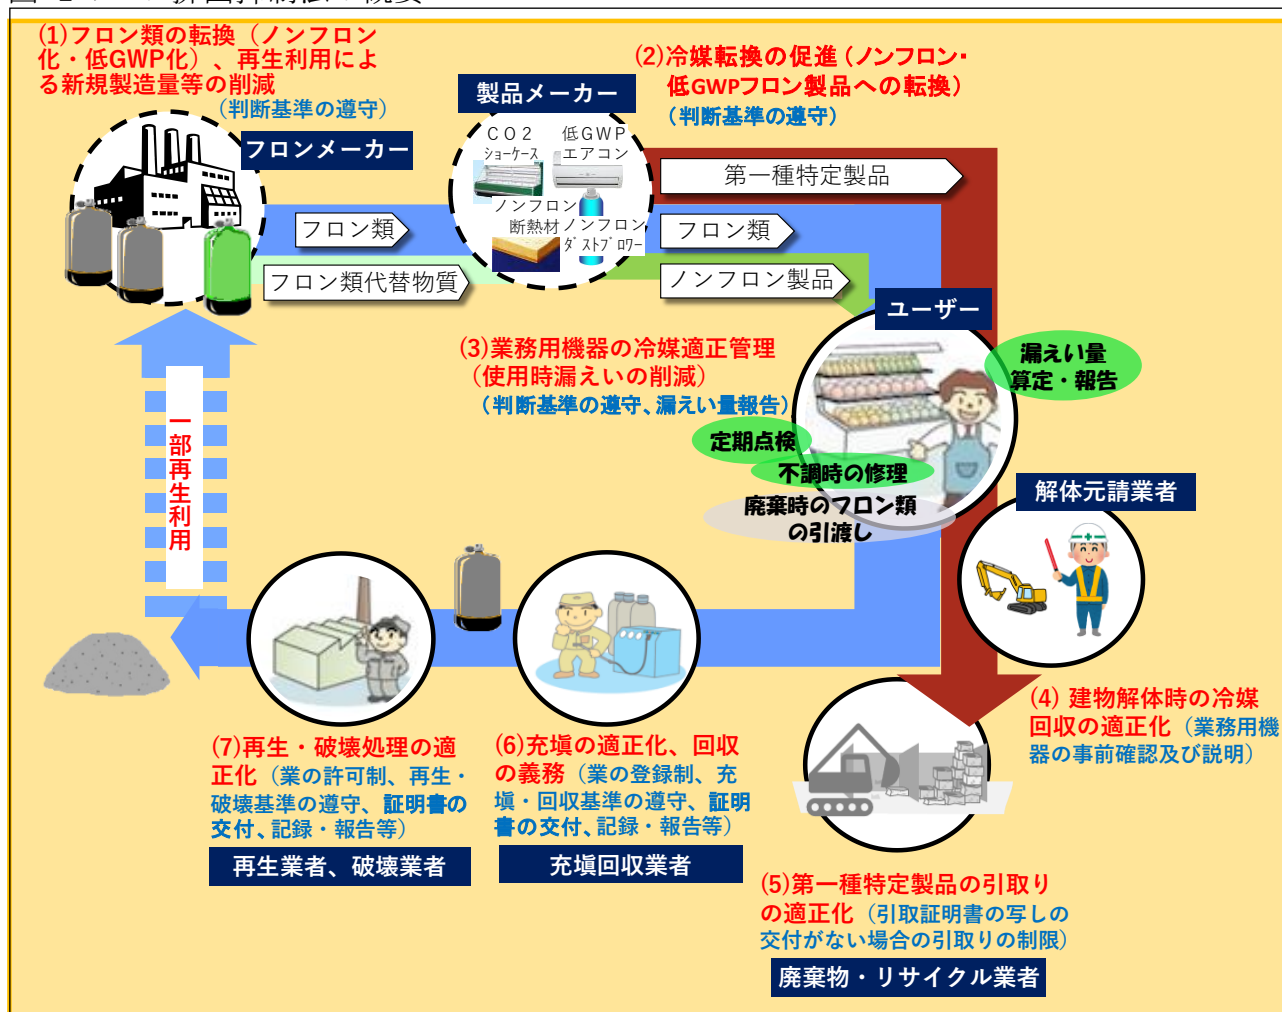 (1)フロン類の転換（ノンフロン
化・低GWP化）、再生利用によ
る新規製造量等の削減
（判断基準の遵守）
フロンメーカー
製品メーカー
(2)冷媒転換の促進（ノンフロン・
低GWPフロン製品への転換）
（判断基準の遵守）
ＣＯ２
ショーケース
低ＧＷＰ
エアコン
ノンフロン
断熱材
ノンフロン
ダストブロワー
第一種特定製品
フロン類
フロン類
フロン類代替物質
ノンフロン製品
ユーザー
(3)業務用機器の冷媒適正管理
（使用時漏えいの削減）
（判断基準の遵守、漏えい量報告）
漏えい量
算定・報告
定期点検
不調時の修理
廃棄時のフロン類
の引渡し
一部再生利用
解体元請業者
(4) 建物解体時の冷媒
回収の適正化（業務用機
器の事前確認及び説明）
(7)再生・破壊処理の適
正化（業の許可制、再生・
破壊基準の遵守、証明書の
交付、記録・報告等）
再生業者、破壊業者
(6)充塡の適正化、回収
の義務（業の登録制、充
塡・回収基準の遵守、証明
書の交付、記録・報告等）
充塡回収業者
(5)第一種特定製品の引取り
の適正化（引取証明書の写しの
交付がない場合の引取りの制限）
廃棄物・リサイクル業者